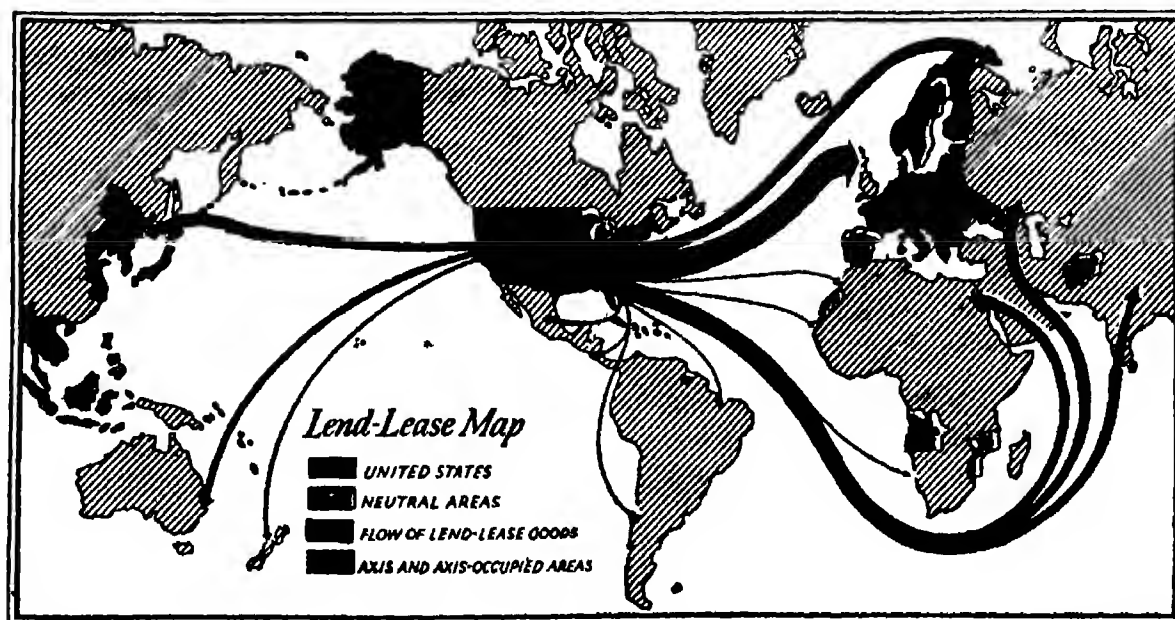 Lend-Lease Map
UNITED STATES
NEUTRAL AREAS
FLOW OF LEND-LEASE GOODS
AXIS AND AXIS-OCCUPIED AREAS